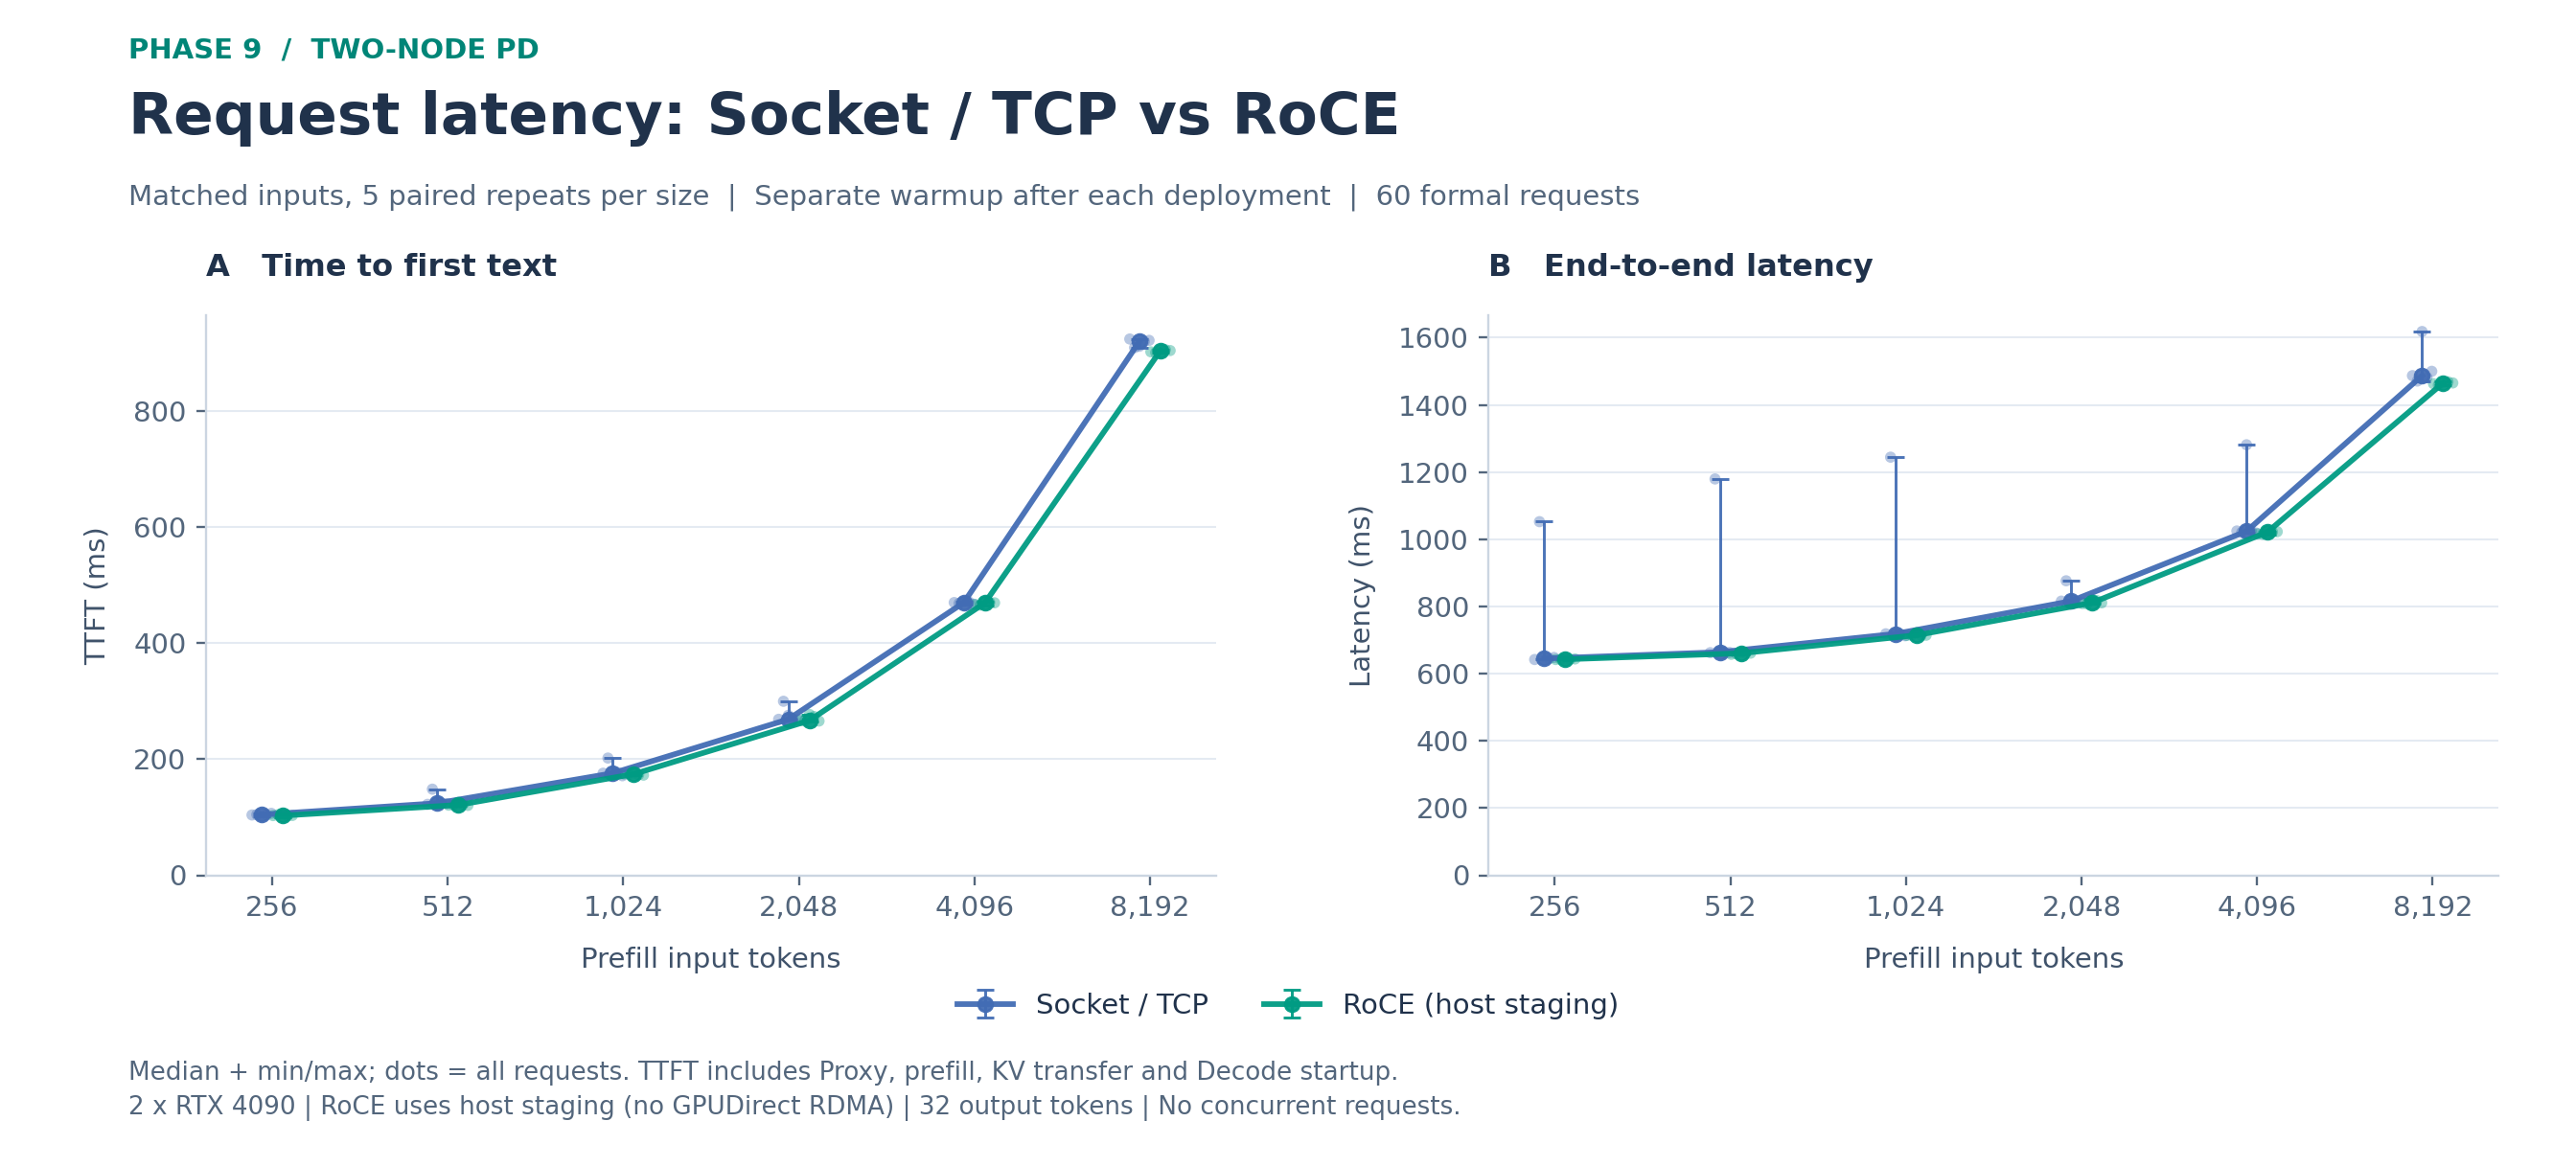 PHASE 9 / TWO-NODE PD
Request latency: Socket / TCP vs RoCE
Matched inputs, 5 paired repeats per size | Separate warmup after each deployment | 60 formal requests
A Time to first text
TTFT (ms)
800
600
400
200
0
256 512 1,024 2,048 4,096 8,192
Prefill input tokens
B End-to-end latency
Latency (ms)
1600
1400
1200
1000
800
600
400
200
0
256 512 1,024 2,048 4,096 8,192
Prefill input tokens
Socket / TCP RoCE (host staging)
Median + min/max; dots = all requests. TTFT includes Proxy, prefill, KV transfer and Decode startup.
2 x RTX 4090 | RoCE uses host staging (no GPUDirect RDMA) | 32 output tokens | No concurrent requests.